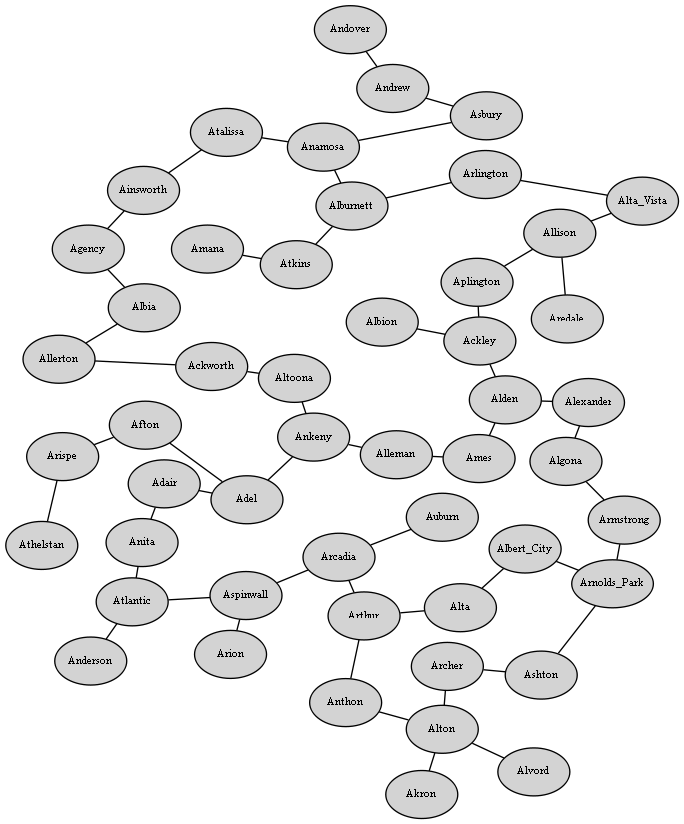 Andover
Andrew
Asbury
Atalissa
Anamosa
Arlington
Ainsworth
Alta_Vista
Alburnett
Allison
Agency
Amana
Atkins
Aplington
Albia
Aredale
Albion
Ackley
Allerton
Ackworth
Altoona
Alden
Alexander
Afton
Ankeny
Alleman
Arispe
Ames
Algona
Adair
Adel
Auburn
Armstrong
Athelstan
Anita
Albert_City
Arcadia
Arnolds_Park
Aspinwall
Atlantic
Alta
Arthur
Arion
Anderson
Archer
Ashton
Anthon
Alton
Alvord
Akron